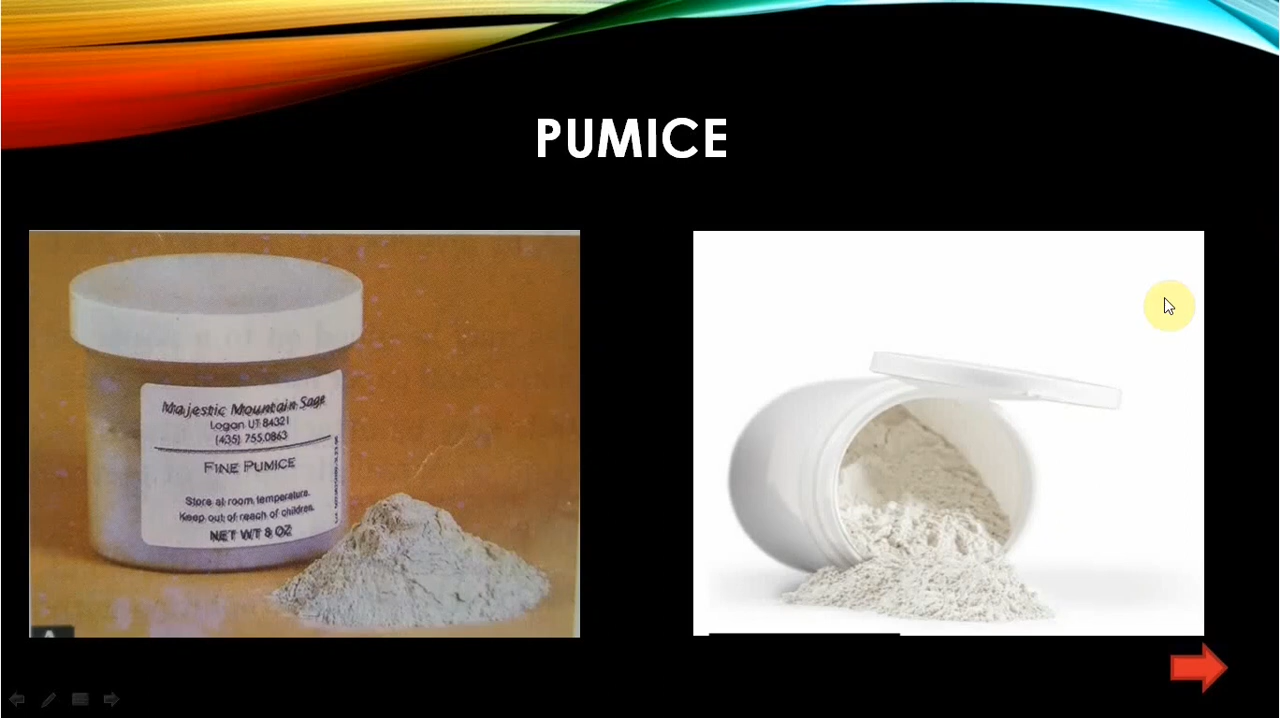 PUMICE
Majestic Mountain Sage
Logan UT 84321
(435) 755.0863
FINE PUMICE
Store at room temperature.
Keep out of reach of children.
NET WT 8 OZ
A